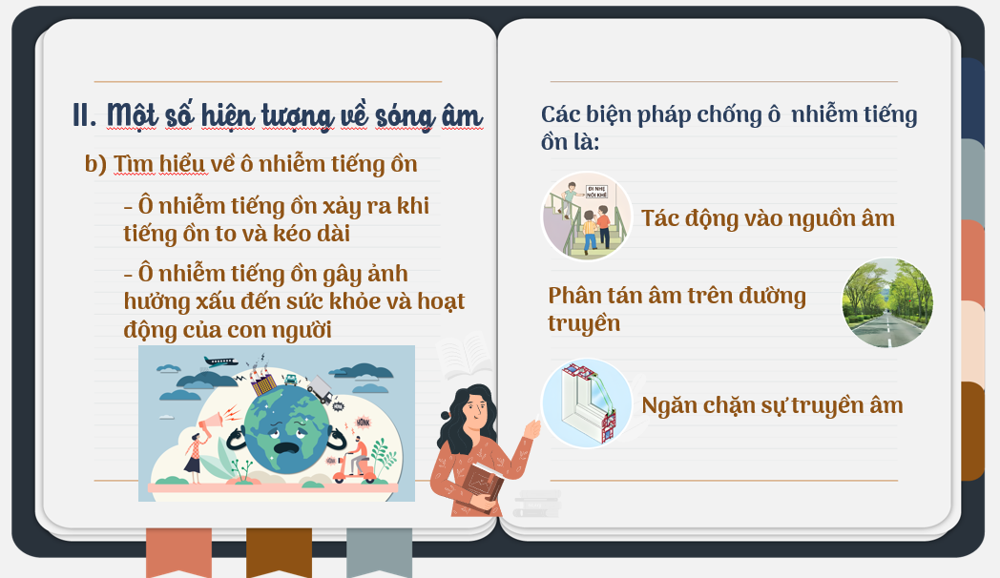 II. Một số hiện tượng về sóng âm
b) Tìm hiểu về ô nhiễm tiếng ồn
- Ô nhiễm tiếng ồn xảy ra khi
tiếng ồn to và kéo dài
- Ô nhiễm tiếng ồn gây ảnh
hưởng xấu đến sức khỏe và hoạt
động của con người
HONK
Các biện pháp chống ô nhiễm tiếng
ồn là:
ĐI NHẸ
NÓI KHẼ
Tác động vào nguồn âm
Phân tán âm trên đường
truyền
Ngăn chặn sự truyền âm